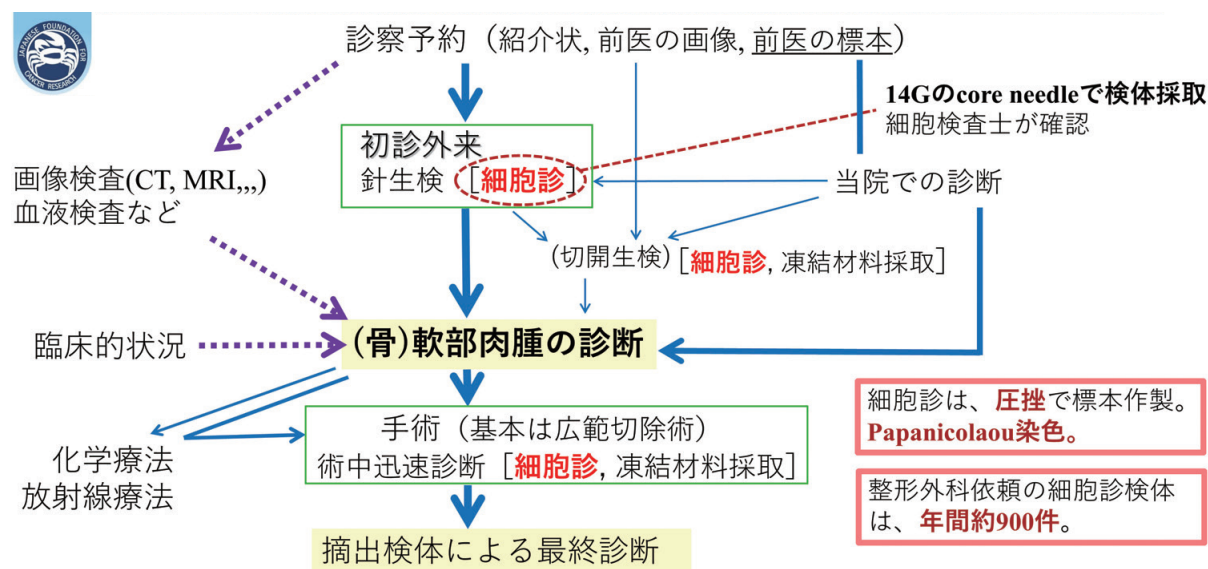 JAPANESE FOUNDATION FOR CANCER RESEARCH
診察予約（紹介状, 前医の画像, 前医の標本）
14Gのcore needleで検体採取
細胞検査士が確認
初診外来
針生検［細胞診］
画像検査(CT, MRI,,,)
血液検査など
当院での診断
(切開生検)［細胞診, 凍結材料採取］
臨床的状況
(骨)軟部肉腫の診断
細胞診は、圧挫で標本作製。
Papanicolaou染色。
手術（基本は広範切除術）
術中迅速診断［細胞診, 凍結材料採取］
化学療法
放射線療法
整形外科依頼の細胞診検体
は、年間約900件。
摘出検体による最終診断